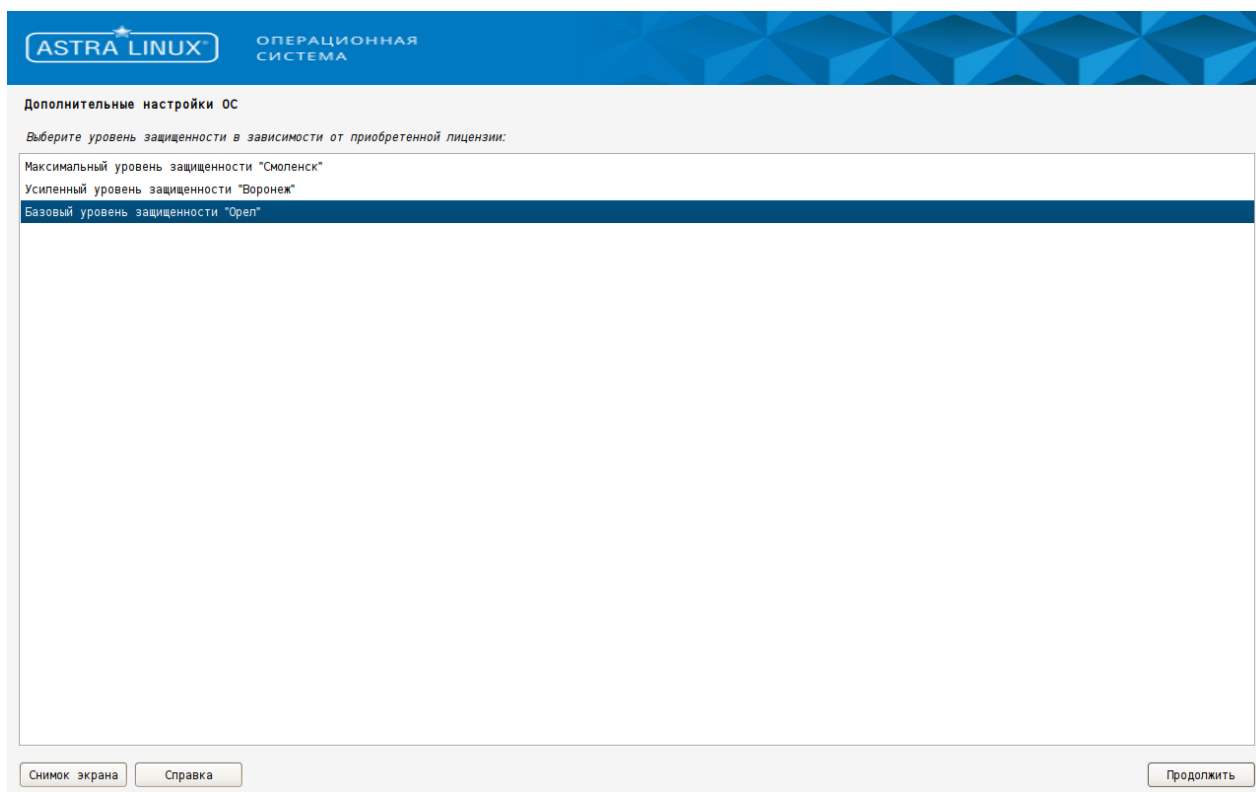 ASTRA LINUX®
ОПЕРАЦИОННАЯ
СИСТЕМА
Дополнительные настройки ОС
Выберите уровень защищенности в зависимости от приобретенной лицензии:
Максимальный уровень защищенности "Смоленск"
Усиленный уровень защищенности "Воронеж"
Базовый уровень защищенности "Орел"
Снимок экрана
Справка
Продолжить